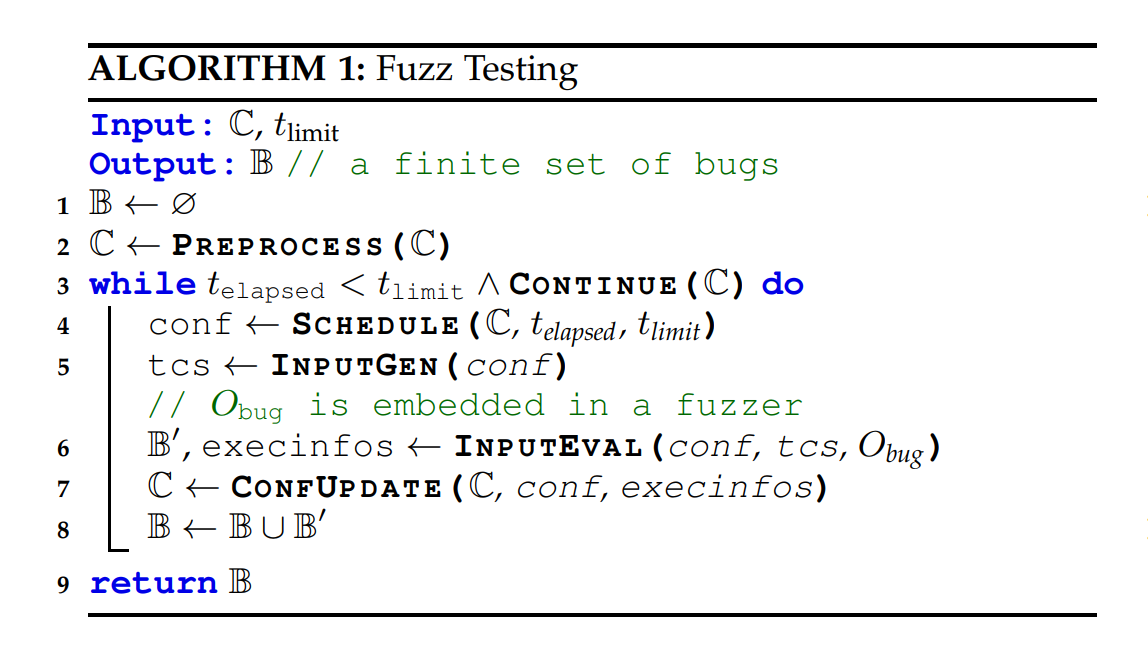 ALGORITHM 1: Fuzz Testing
Input: ℂ, t_limit
Output: 𝔹 // a finite set of bugs
1 𝔹 ← ∅
2 ℂ ← PREPROCESS(ℂ)
3 while t_elapsed < t_limit ∧ CONTINUE(ℂ) do
4 conf ← SCHEDULE(ℂ, t_elapsed, t_limit)
5 tcs ← INPUTGEN(conf)
// O_bug is embedded in a fuzzer
6 𝔹′, execinfos ← INPUTEVAL(conf, tcs, O_bug)
7 ℂ ← CONFUPDATE(ℂ, conf, execinfos)
8 𝔹 ← 𝔹 ∪ 𝔹′
9 return 𝔹